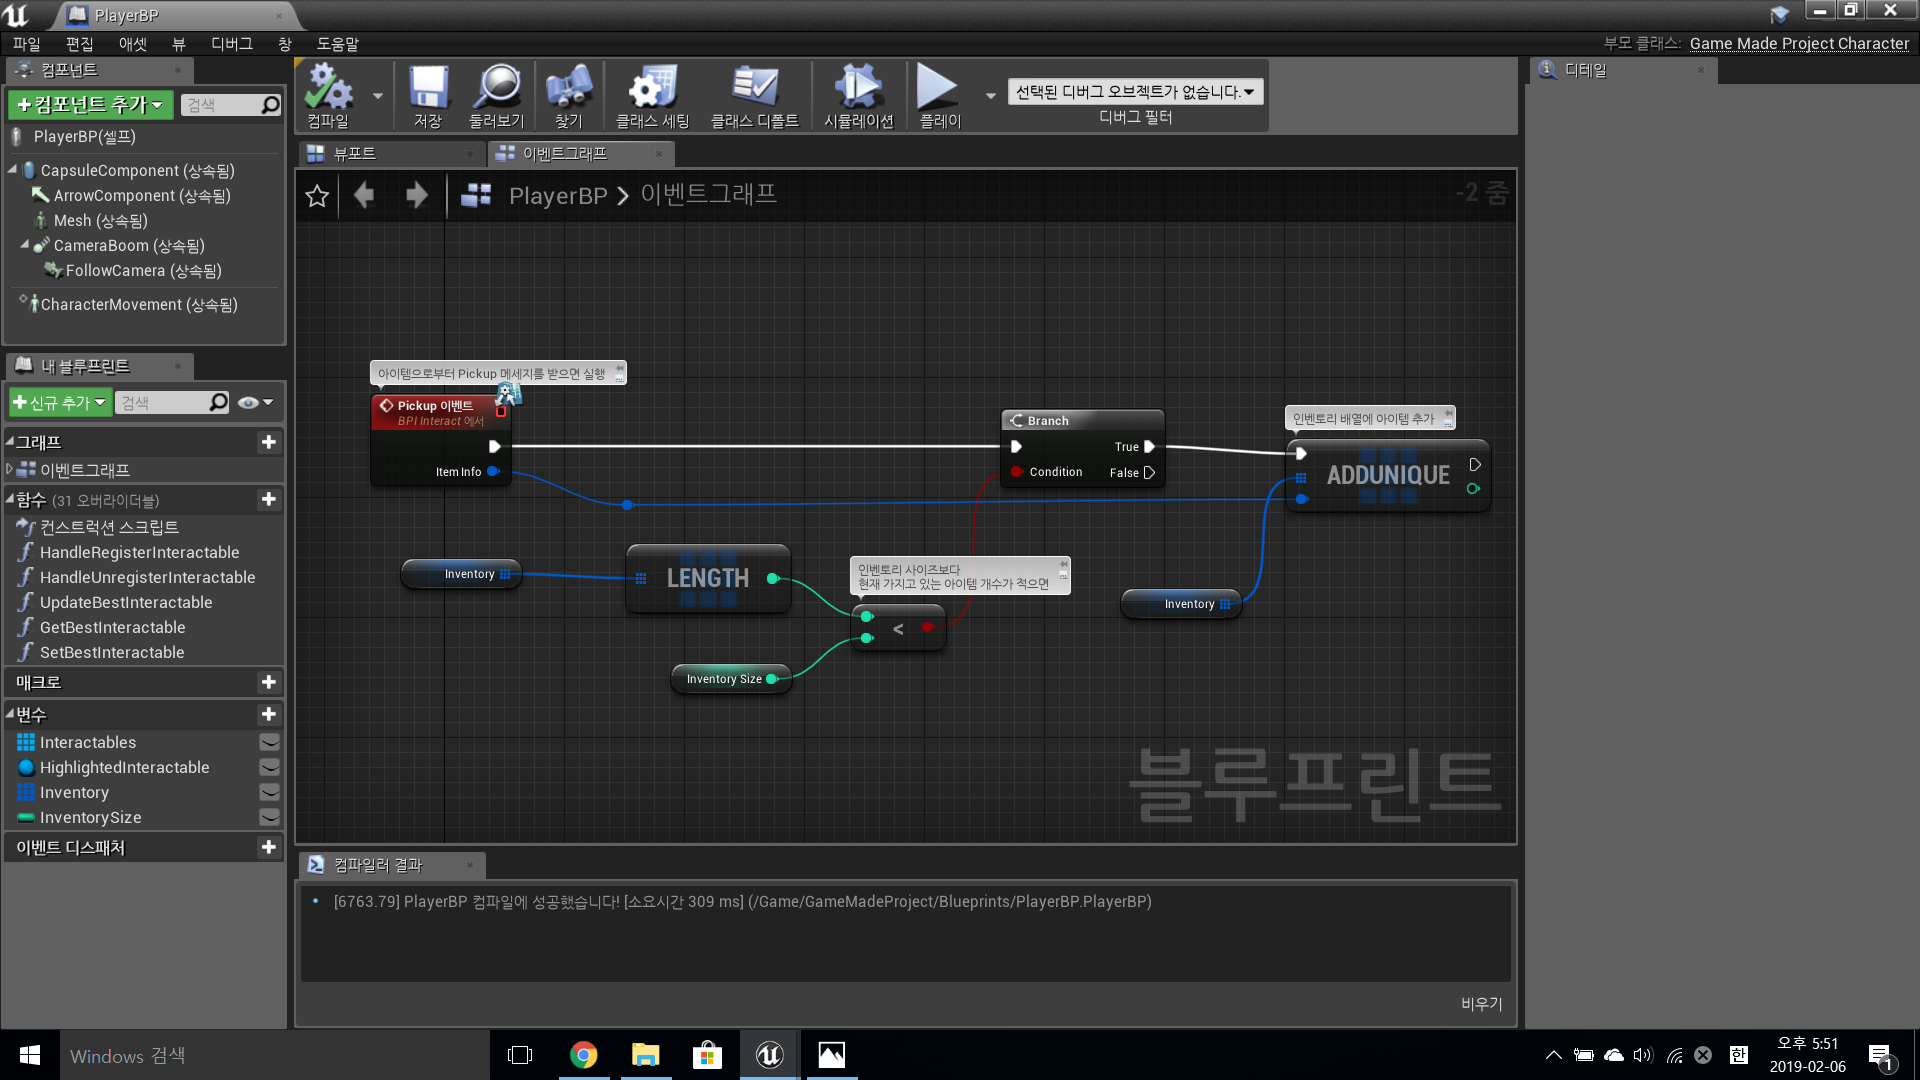 PlayerBP
파일 편집 애셋 뷰 디버그 창 도움말
부모 클래스: Game Made Project Character
컴포넌트
+컴포넌트 추가
검색
PlayerBP(셀프)
CapsuleComponent (상속됨)
ArrowComponent (상속됨)
Mesh (상속됨)
CameraBoom (상속됨)
FollowCamera (상속됨)
CharacterMovement (상속됨)
내 블루프린트
+신규 추가
검색
그래프
이벤트그래프
함수 (31 오버라이더블)
컨스트럭션 스크립트
HandleRegisterInteractable
HandleUnregisterInteractable
UpdateBestInteractable
GetBestInteractable
SetBestInteractable
매크로
변수
Interactables
HighlightedInteractable
Inventory
InventorySize
이벤트 디스패처
컴파일
저장
둘러보기
찾기
클래스 세팅
클래스 디폴트
시뮬레이션
플레이
선택된 디버그 오브젝트가 없습니다.
디버그 필터
뷰포트
이벤트그래프
PlayerBP > 이벤트그래프
-2 줌
아이템으로부터 Pickup 메세지를 받으면 실행
Pickup 이벤트
BPI Interact 에서
Item Info
Branch
True
Condition
False
인벤토리 배열에 아이템 추가
ADDUNIQUE
Inventory
LENGTH
인벤토리 사이즈보다
현재 가지고 있는 아이템 개수가 적으면
<
Inventory
Inventory Size
블루프린트
컴파일러 결과
[6763.79] PlayerBP 컴파일에 성공했습니다! [소요시간 309 ms] (/Game/GameMadeProject/Blueprints/PlayerBP.PlayerBP)
비우기
디테일
Windows 검색
한
오후 5:51
2019-02-06
1